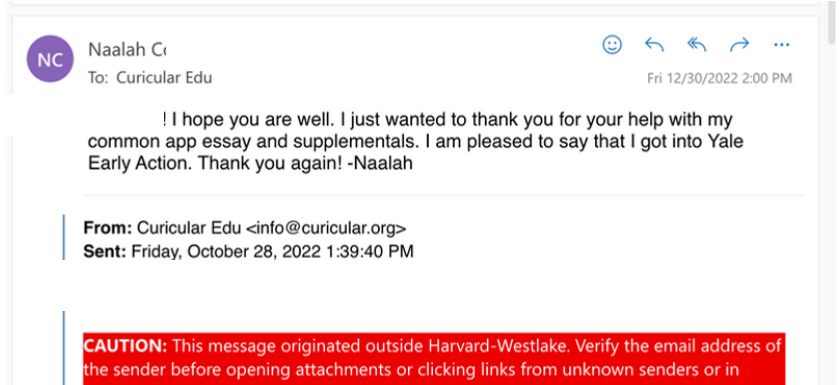 NC
Naalah C
To: Curicular Edu
Fri 12/30/2022 2:00 PM
! I hope you are well. I just wanted to thank you for your help with my
common app essay and supplementals. I am pleased to say that I got into Yale
Early Action. Thank you again! -Naalah
From: Curicular Edu <info@curicular.org>
Sent: Friday, October 28, 2022 1:39:40 PM
CAUTION: This message originated outside Harvard-Westlake. Verify the email address of
the sender before opening attachments or clicking links from unknown senders or in